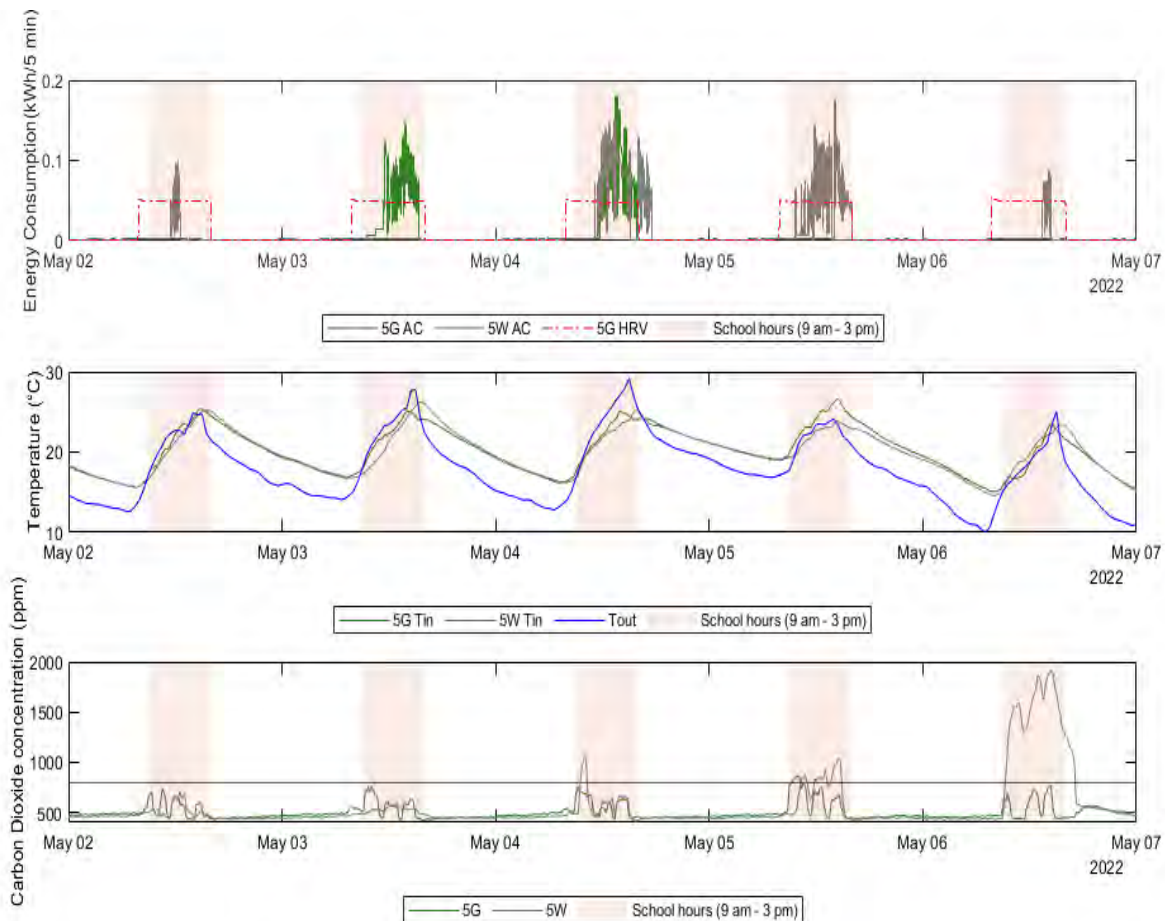 Energy Consumption(kWh/5 min)
0.2
0.1
0
May 02 May 03 May 04 May 05 May 06 May 07
2022
5G AC 5W AC 5G HRV School hours (9 am - 3 pm)
Temperature (°C)
30
20
10
May 02 May 03 May 04 May 05 May 06 May 07
2022
5G Tin 5W Tin Tout School hours (9 am - 3 pm)
Carbon Dioxide concentration (ppm)
2000
1500
1000
500
May 02 May 03 May 04 May 05 May 06 May 07
2022
5G 5W School hours (9 am - 3 pm)